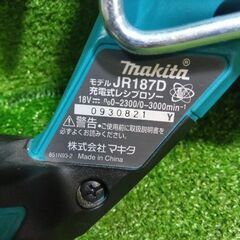 makita
モデル JR187D
充電式レシプロソー
18V⎓ n₀0-2300/0-3000min⁻¹
0930821 Y
⚠警告
ご使用前に取扱説明書を
必ずお読みください。
株式会社マキタ
851N93-2 Made in China